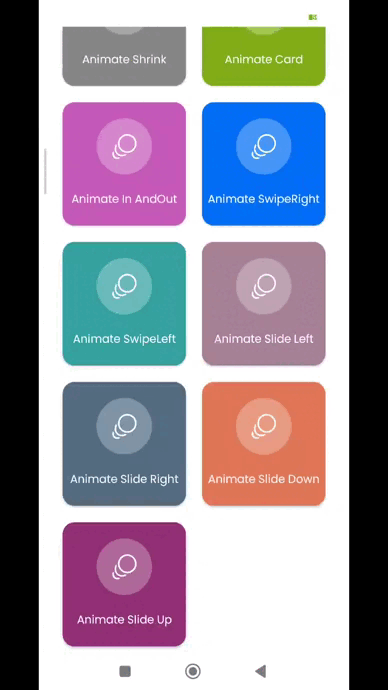 Animate Shrink
Animate Card
Animate In AndOut
Animate SwipeRight
Animate SwipeLeft
Animate Slide Left
Animate Slide Right
Animate Slide Down
Animate Slide Up